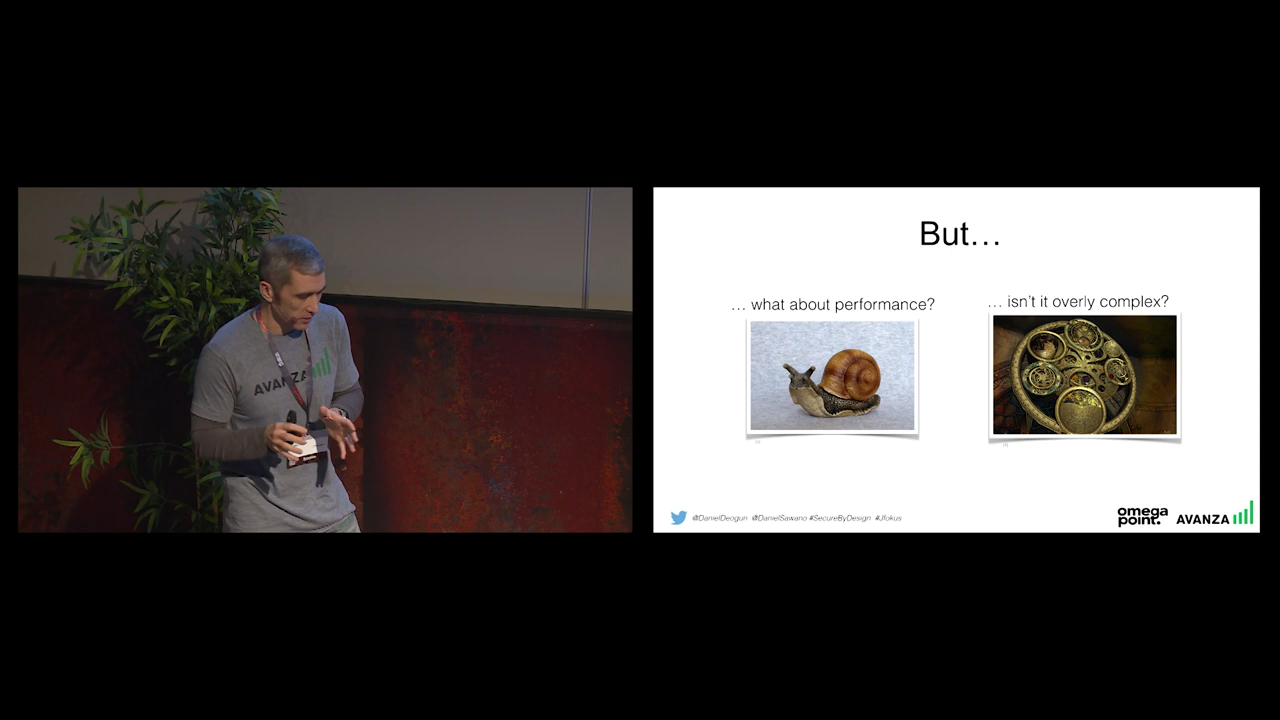 AVANZA
But…
… what about performance?
… isn't it overly complex?
@DanielDeogun @DanielSawano #SecureByDesign #Jfokus
omega
point.
AVANZA